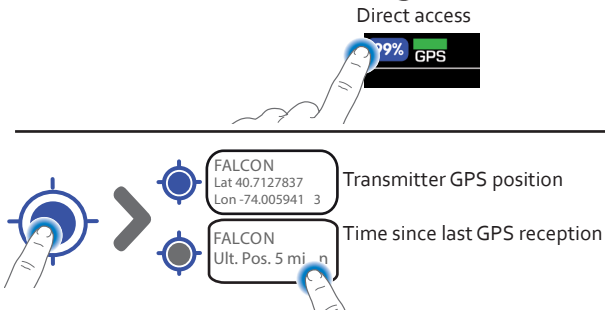 Direct access
99% GPS
FALCON
Lat 40.7127837
Lon -74.005941 3
Transmitter GPS position
FALCON
Ult. Pos. 5 mi n
Time since last GPS reception